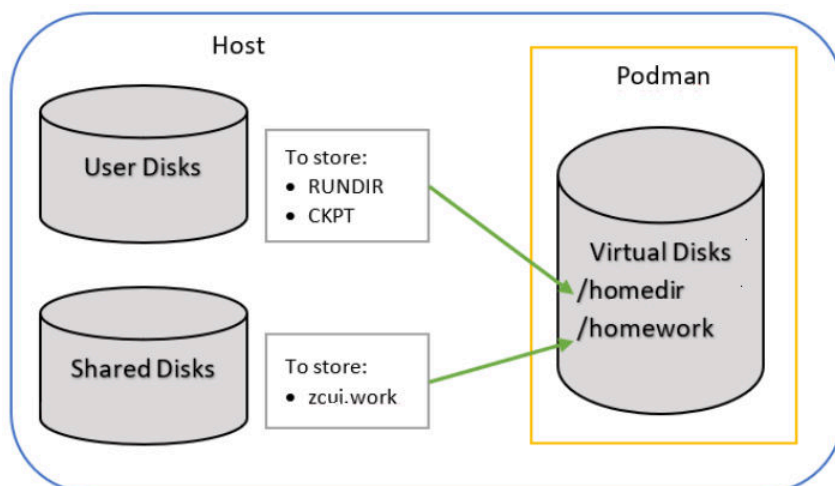 Host
Podman
User Disks
To store:
• RUNDIR
• CKPT
Virtual Disks
/homedir
/homework
Shared Disks
To store:
• zcui.work